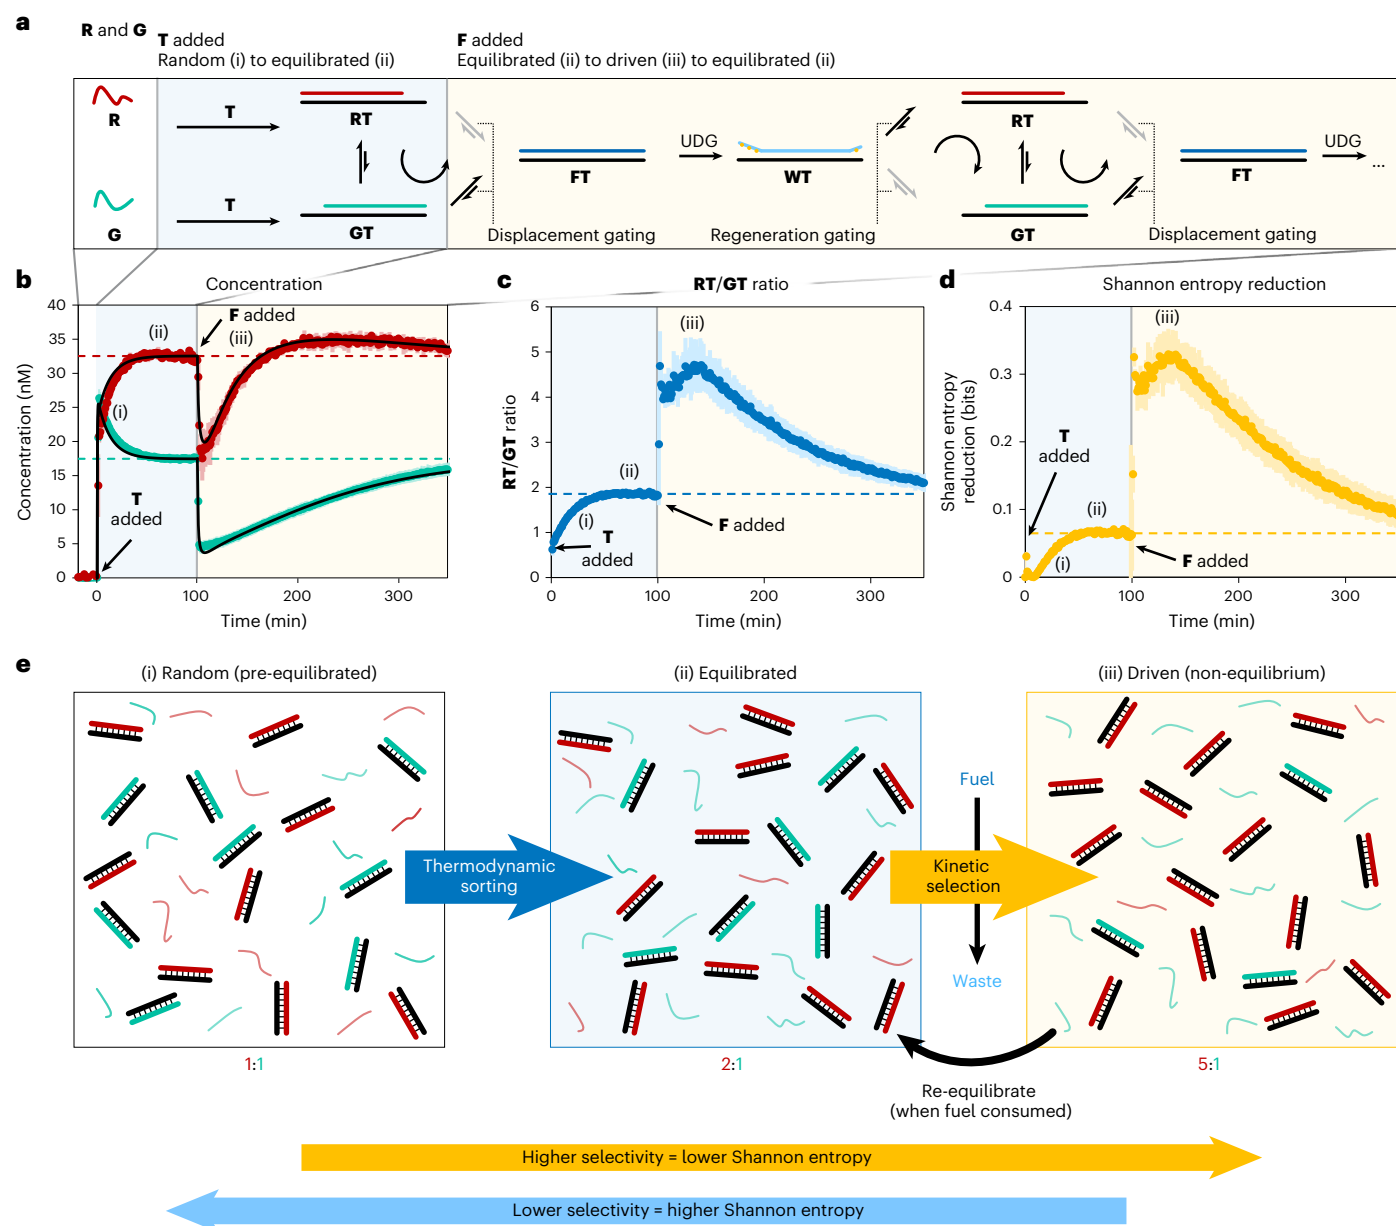 a
R and G
T added
Random (i) to equilibrated (ii)
F added
Equilibrated (ii) to driven (iii) to equilibrated (ii)
R
T
RT
FT
UDG
WT
RT
FT
UDG
...
G
T
GT
Displacement gating
Regeneration gating
GT
Displacement gating
b
Concentration
Concentration (nM)
40
35
30
25
20
15
10
5
0
(i)
(ii)
(iii)
F added
T
added
0
100
200
300
Time (min)
c
RT/GT ratio
RT/GT ratio
6
5
4
3
2
1
0
(iii)
(ii)
(i)
T
added
F added
0
100
200
300
Time (min)
d
Shannon entropy reduction
Shannon entropy
reduction (bits)
0.4
0.3
0.2
0.1
0
(iii)
T
added
(ii)
(i)
F added
0
100
200
300
Time (min)
e
(i) Random (pre-equilibrated)
(ii) Equilibrated
(iii) Driven (non-equilibrium)
Thermodynamic
sorting
Fuel
Kinetic
selection
Waste
1:1
2:1
5:1
Re-equilibrate
(when fuel consumed)
Higher selectivity = lower Shannon entropy
Lower selectivity = higher Shannon entropy